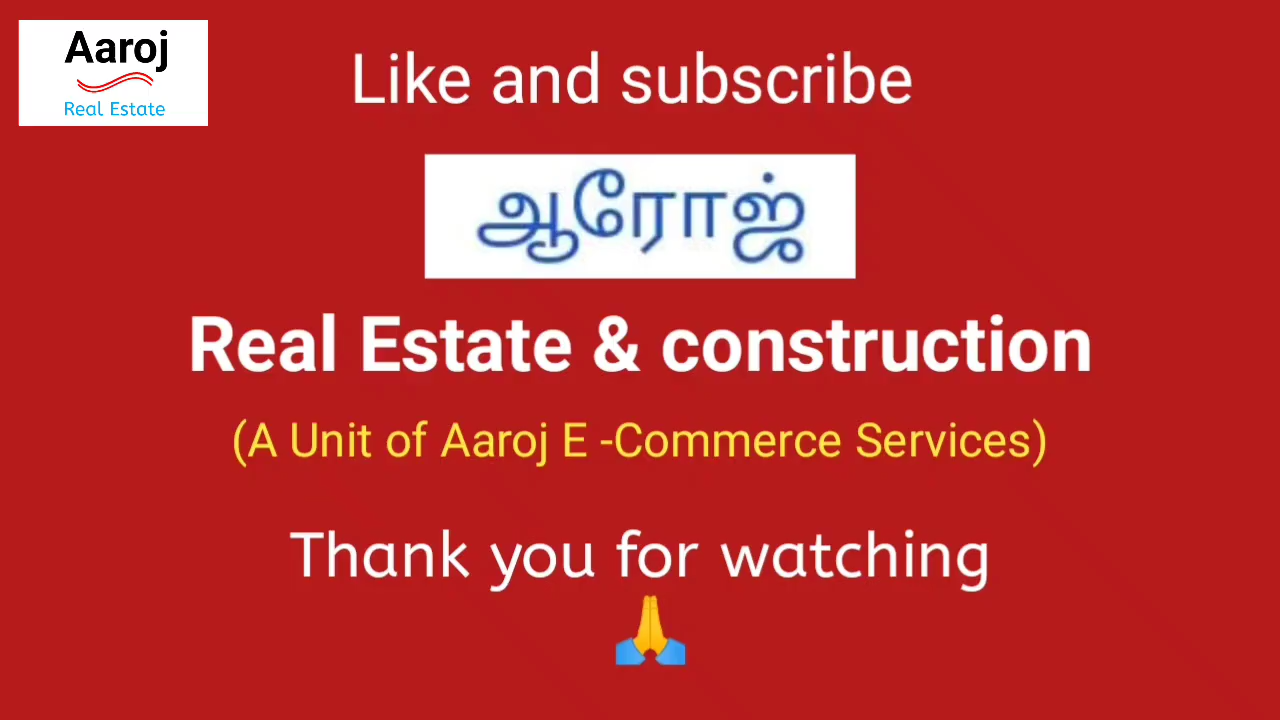 Aaroj
Real Estate
Like and subscribe
ஆரோஜ்
Real Estate & construction
(A Unit of Aaroj E -Commerce Services)
Thank you for watching
🙏